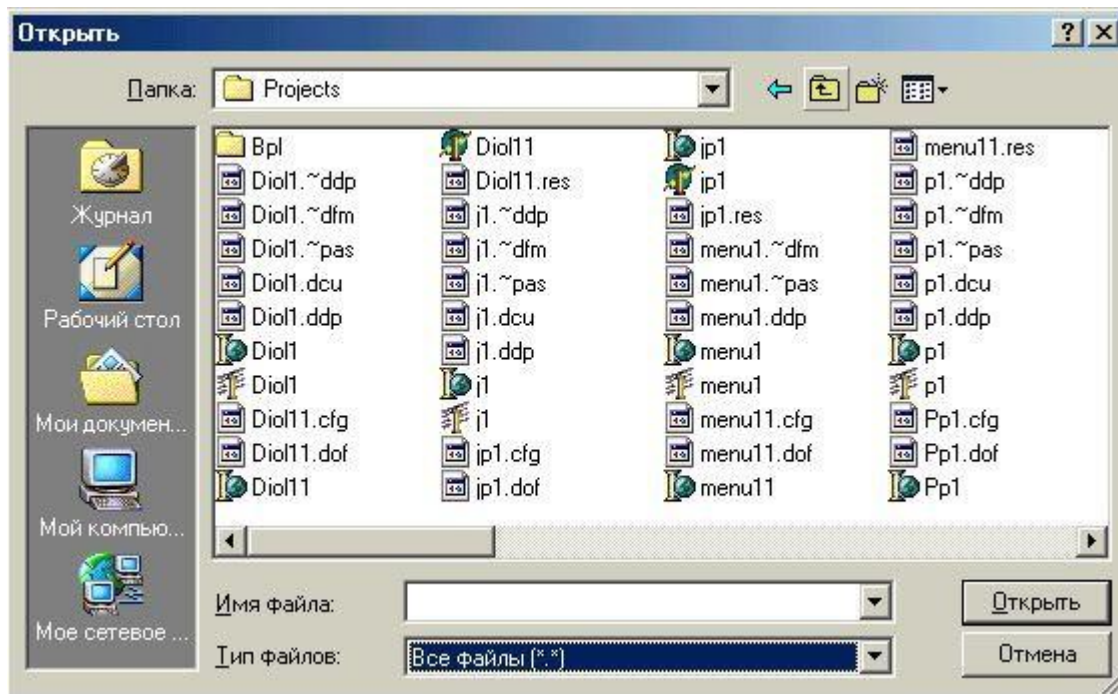 Открыть
Папка: Projects
Журнал
Рабочий стол
Мои докумен...
Мой компью...
Мое сетевое ...
Bpl
Diol1.~ddp
Diol1.~dfm
Diol1.~pas
Diol1.dcu
Diol1.ddp
Diol1
Diol1
Diol11.cfg
Diol11.dof
Diol11
Diol11
Diol11.res
j1.~ddp
j1.~dfm
j1.~pas
j1.dcu
j1.ddp
j1
j1
jp1.cfg
jp1.dof
jp1
jp1
jp1.res
menu1.~dfm
menu1.~pas
menu1.ddp
menu1
menu1
menu11.cfg
menu11.dof
menu11
menu11.res
p1.~ddp
p1.~dfm
p1.~pas
p1.dcu
p1.ddp
p1
p1
Pp1.cfg
Pp1.dof
Pp1
Имя файла:
Открыть
Тип файлов: Все файлы (*.*)
Отмена